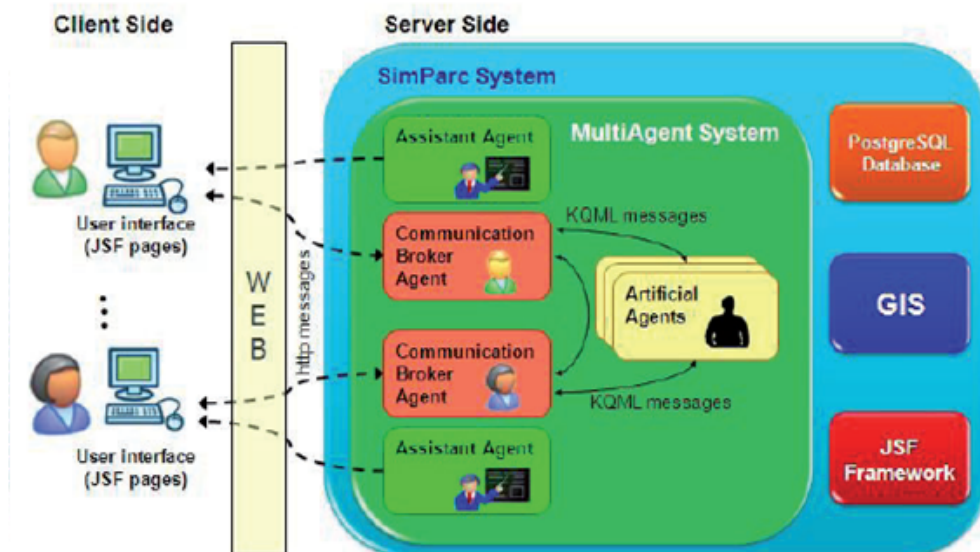 Client Side
Server Side
SimParc System
MultiAgent System
Assistant Agent
PostgreSQL
Database
User interface
(JSF pages)
KQML messages
Communication
Broker
Agent
WEB
http messages
Artificial
Agents
GIS
Communication
Broker
Agent
KQML messages
User interface
(JSF pages)
Assistant Agent
JSF
Framework